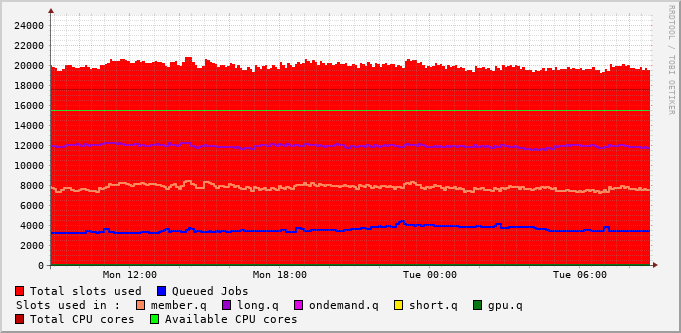 24000
22000
20000
18000
16000
14000
12000
10000
8000
6000
4000
2000
0
Mon 12:00 Mon 18:00 Tue 00:00 Tue 06:00
RRDTOOL / TOBI OETIKER
Total slots used Queued Jobs
Slots used in : member.q long.q ondemand.q short.q gpu.q
Total CPU cores Available CPU cores